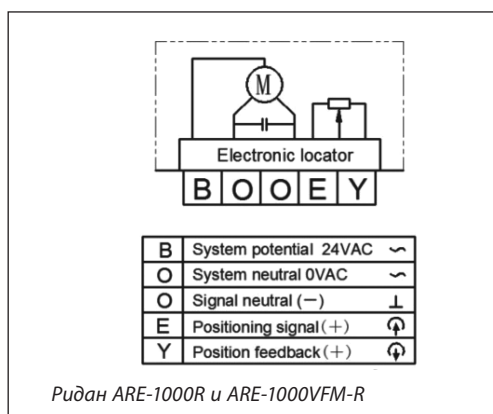 M
Electronic locator
B O O E Y
B System potential 24VAC ∽
O System neutral 0VAC ∽
O Signal neutral (—) ⊥
E Positioning signal (+)
Y Position feedback (+)
Ридан ARE-1000R и ARE-1000VFM-R